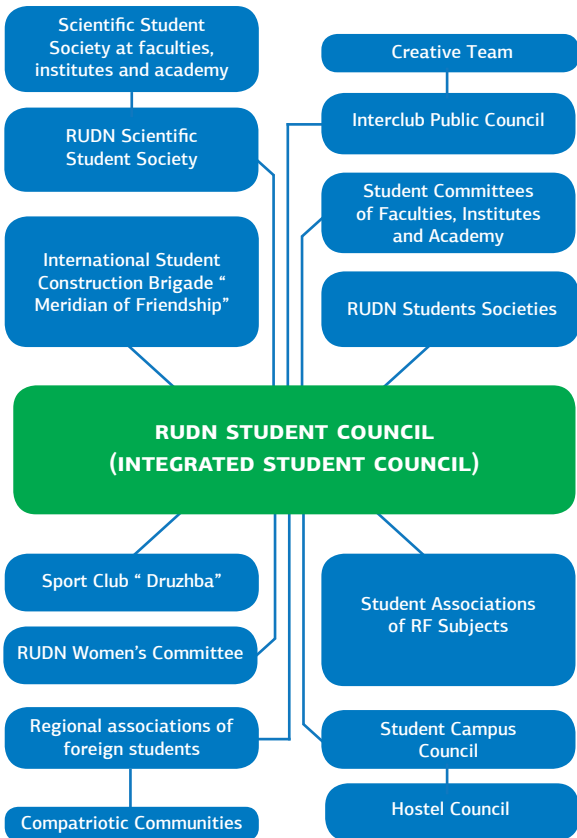 Scientific Student
Society at faculties,
institutes and academy
Creative Team
RUDN Scientific
Student Society
Interclub Public Council
Student Committees
of Faculties, Institutes
and Academy
International Student
Construction Brigade “
Meridian of Friendship”
RUDN Students Societies
RUDN STUDENT COUNCIL
(INTEGRATED STUDENT COUNCIL)
Sport Club “ Druzhba”
Student Associations
of RF Subjects
RUDN Women’s Committee
Regional associations of
foreign students
Student Campus
Council
Compatriotic Communities
Hostel Council